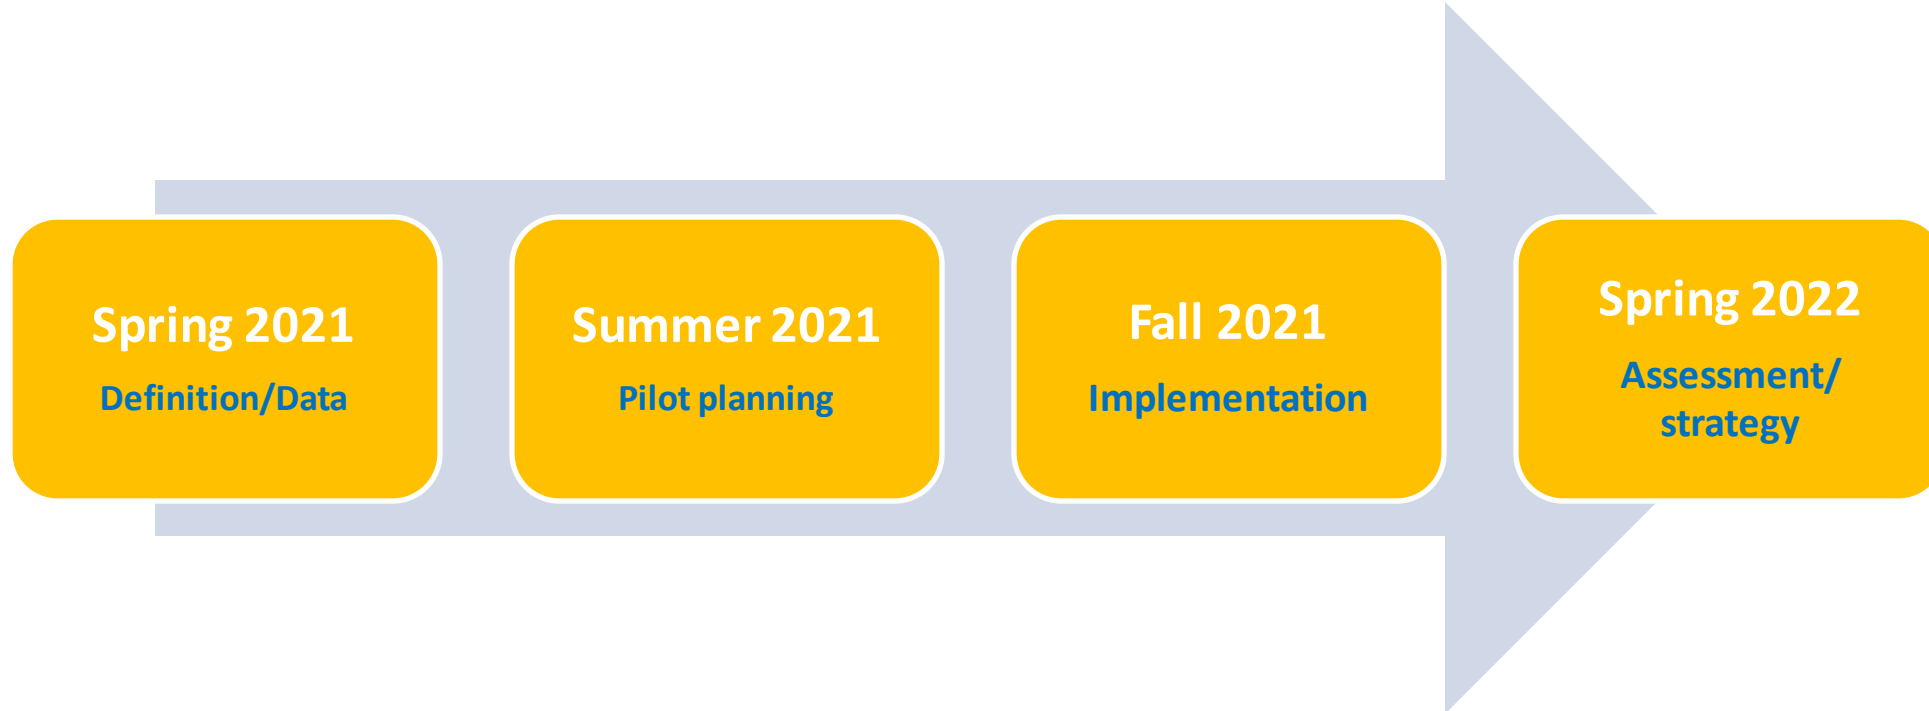 Spring 2021
Definition/Data
Summer 2021
Pilot planning
Fall 2021
Implementation
Spring 2022
Assessment/
strategy